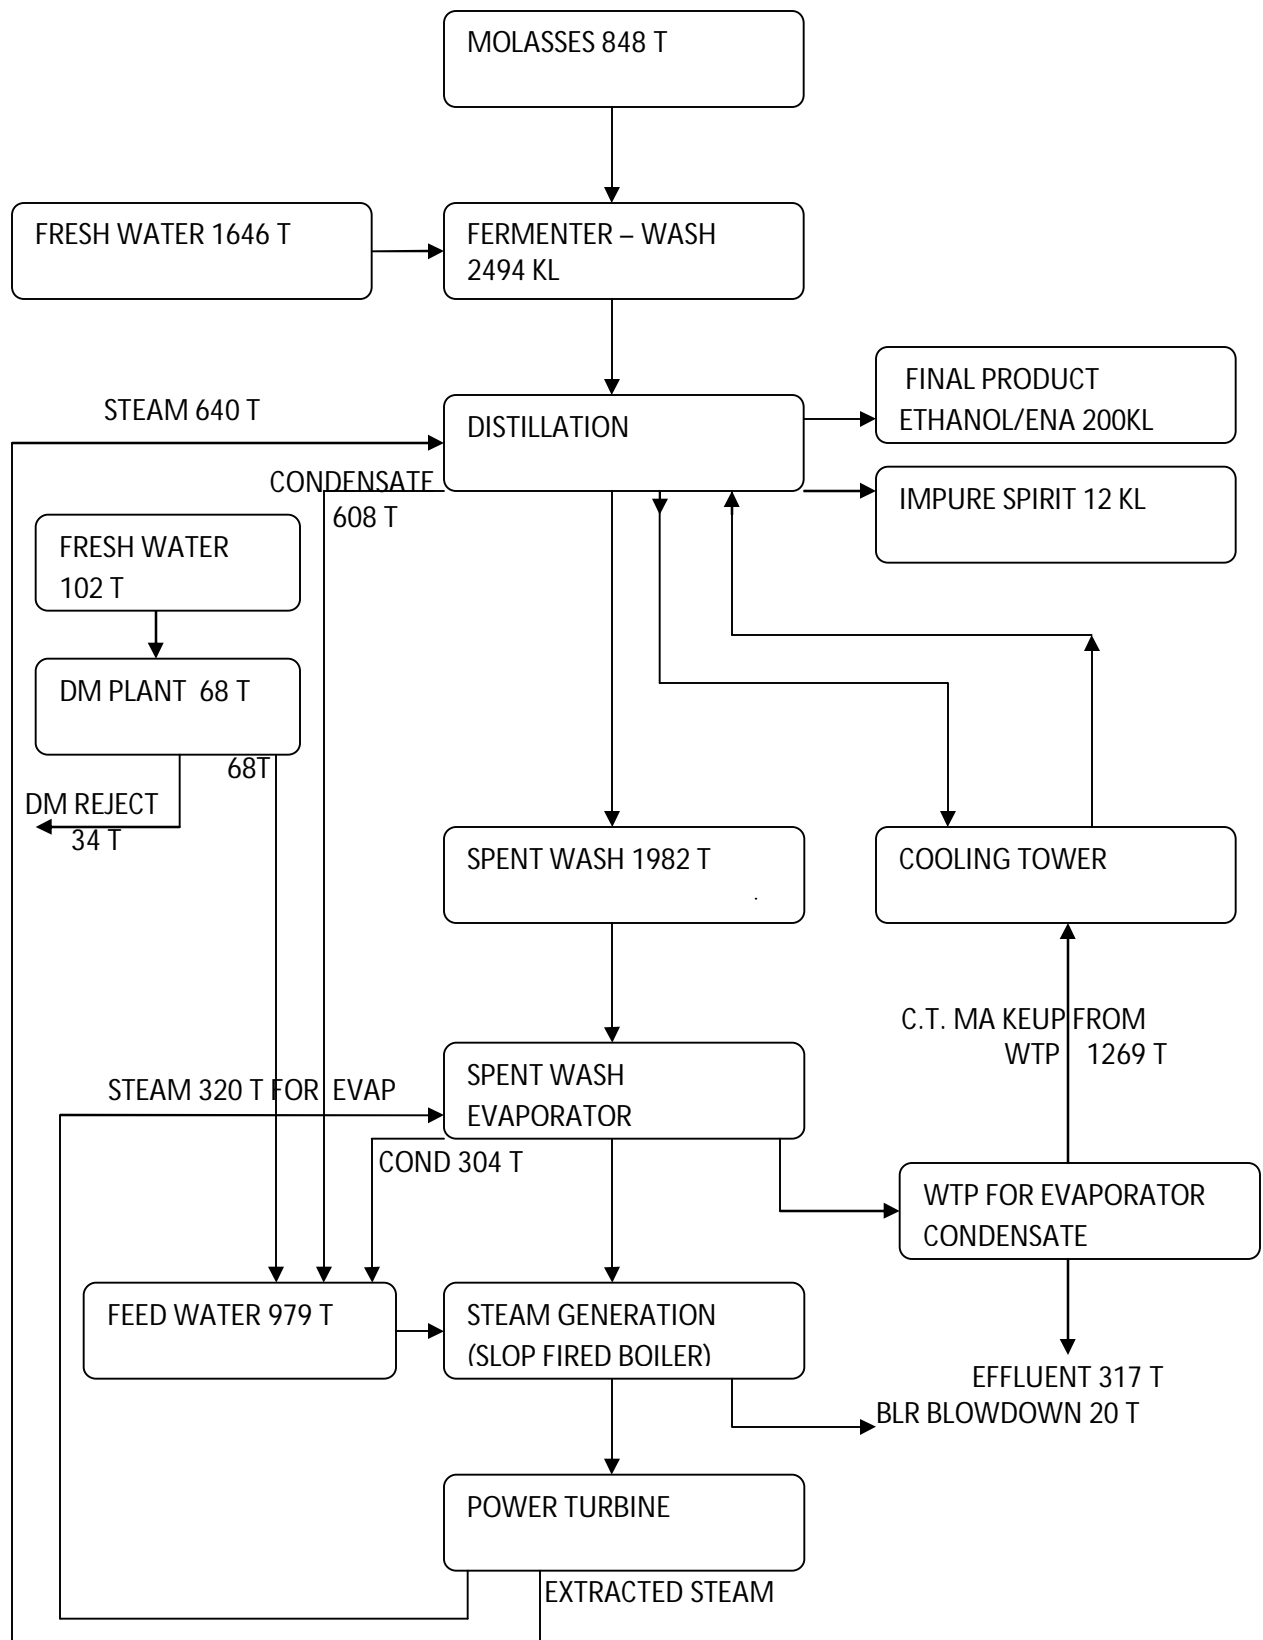 MOLASSES 848 T
FRESH WATER 1646 T
FERMENTER – WASH
2494 KL
FINAL PRODUCT
ETHANOL/ENA 200KL
STEAM 640 T
DISTILLATION
CONDENSATE
608 T
IMPURE SPIRIT 12 KL
FRESH WATER
102 T
DM PLANT 68 T
68T
DM REJECT
34 T
SPENT WASH 1982 T
COOLING TOWER
C.T. MA KEUP FROM
WTP 1269 T
STEAM 320 T FOR EVAP
SPENT WASH
EVAPORATOR
COND 304 T
WTP FOR EVAPORATOR
CONDENSATE
FEED WATER 979 T
STEAM GENERATION
(SLOP FIRED BOILER)
EFFLUENT 317 T
BLR BLOWDOWN 20 T
POWER TURBINE
EXTRACTED STEAM